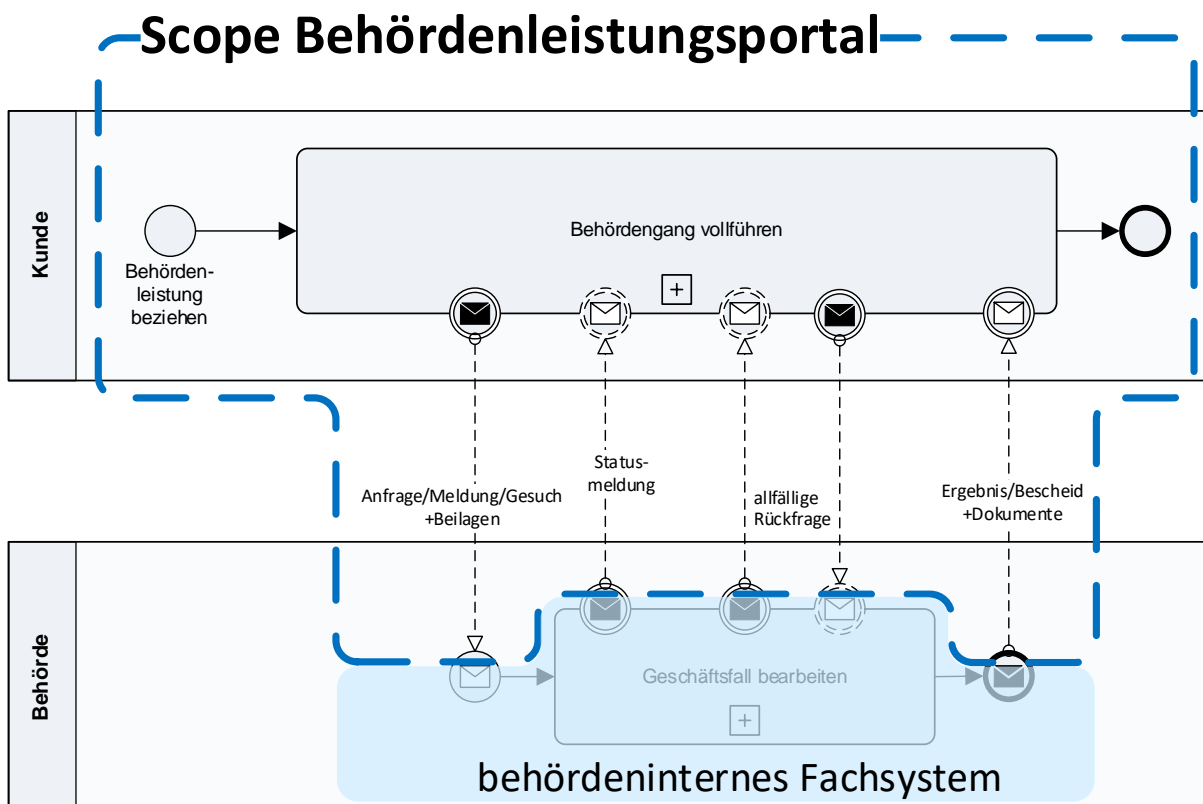 Scope Behördenleistungsportal
Kunde
Behördengang vollführen
Behörden-
leistung
beziehen
Anfrage/Meldung/Gesuch
+Beilagen
Status-
meldung
allfällige
Rückfrage
Ergebnis/Bescheid
+Dokumente
Behörde
Geschäftsfall bearbeiten
behördeninternes Fachsystem